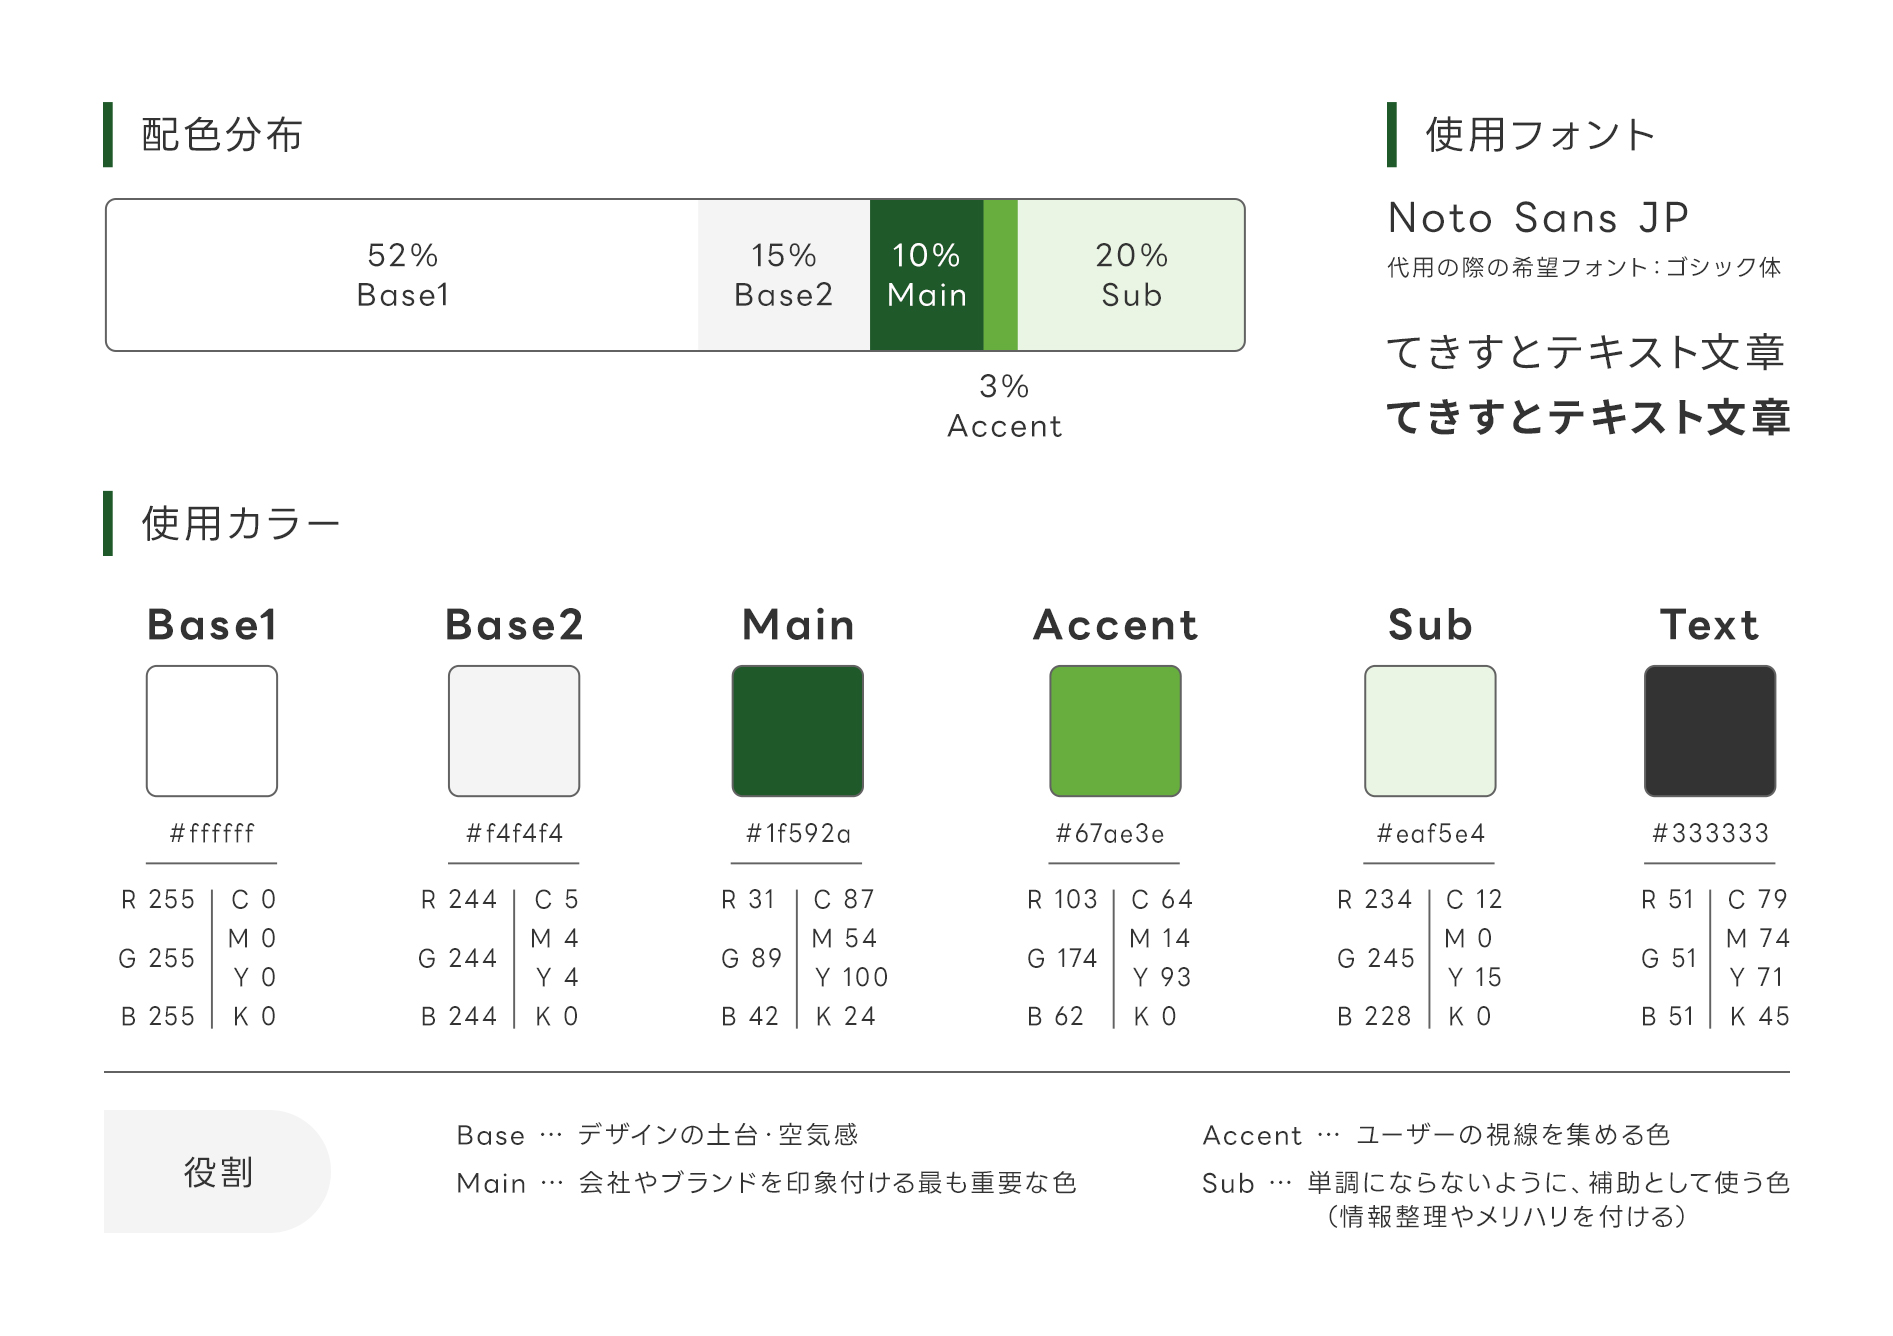 配色分布
52%
Base1
15%
Base2
10%
Main
20%
Sub
3%
Accent
使用フォント
Noto Sans JP
代用の際の希望フォント：ゴシック体
てきすとテキスト文章
てきすとテキスト文章
使用カラー
Base1
#ffffff
R 255
G 255
B 255
C 0
M 0
Y 0
K 0
Base2
#f4f4f4
R 244
G 244
B 244
C 5
M 4
Y 4
K 0
Main
#1f592a
R 31
G 89
B 42
C 87
M 54
Y 100
K 24
Accent
#67ae3e
R 103
G 174
B 62
C 64
M 14
Y 93
K 0
Sub
#eaf5e4
R 234
G 245
B 228
C 12
M 0
Y 15
K 0
Text
#333333
R 51
G 51
B 51
C 79
M 74
Y 71
K 45
役割
Base … デザインの土台・空気感
Main … 会社やブランドを印象付ける最も重要な色
Accent … ユーザーの視線を集める色
Sub … 単調にならないように、補助として使う色
（情報整理やメリハリを付ける）